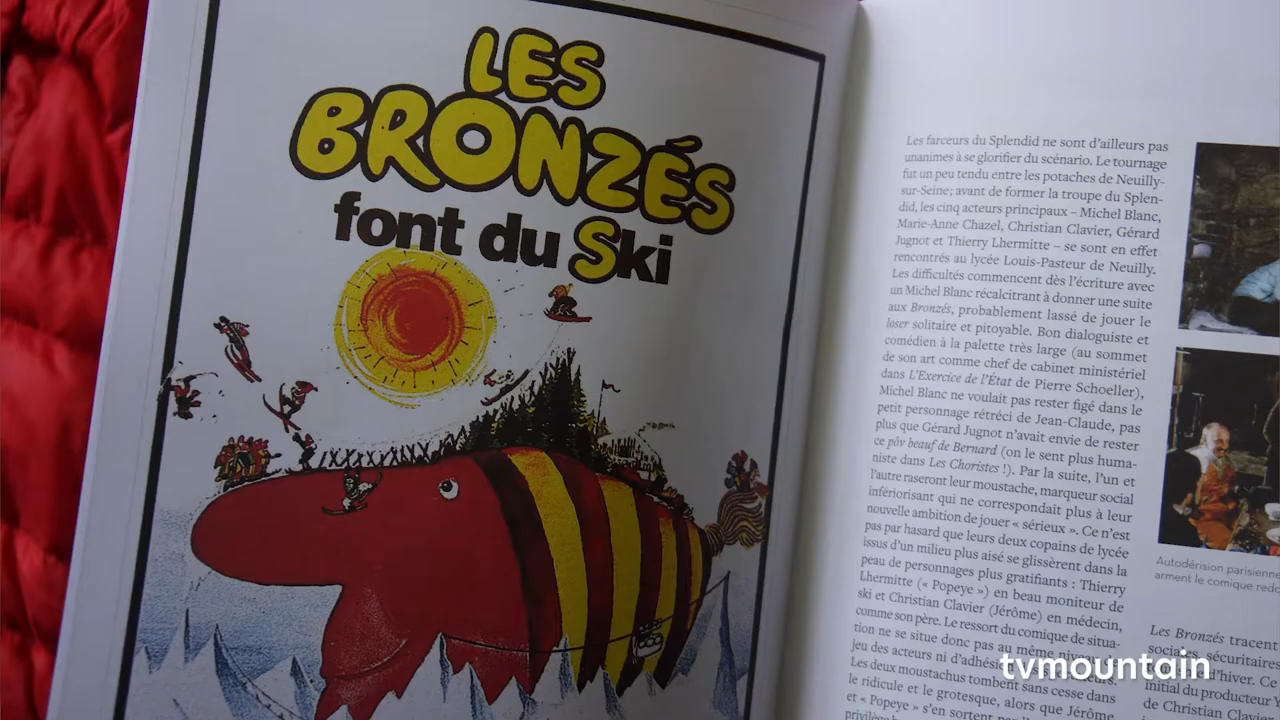 LES
BRONZÉS
font du Ski
Les farceurs du Splendid ne sont d'ailleurs pas
unanimes à se glorifier du scénario. Le tournage
fut un peu tendu entre les potaches de Neuilly-
sur-Seine; avant de former la troupe du Splen-
did, les cinq acteurs principaux – Michel Blanc,
Marie-Anne Chazel, Christian Clavier, Gérard
Jugnot et Thierry Lhermitte – se sont en effet
rencontrés au lycée Louis-Pasteur de Neuilly.
Les difficultés commencent dès l'écriture avec
un Michel Blanc récalcitrant à donner une suite
aux Bronzés, probablement lassé de jouer le
loser solitaire et pitoyable. Bon dialoguiste et
comédien à la palette très large (au sommet
de son art comme chef de cabinet ministériel
dans L'Exercice de l'État de Pierre Schoeller),
Michel Blanc ne voulait pas rester figé dans le
petit personnage rétréci de Jean-Claude, pas
plus que Gérard Jugnot n'avait envie de rester
ce pôv beauf de Bernard (on le sent plus huma-
niste dans Les Choristes !). Par la suite, l'un et
l'autre raseront leur moustache, marqueur social
infériorisant qui ne correspondait plus à leur
nouvelle ambition de jouer « sérieux ». Ce n'est
pas par hasard que leurs deux copains de lycée
issus d'un milieu plus aisé se glissèrent dans la
peau de personnages plus gratifiants : Thierry
Lhermitte (« Popeye ») en beau moniteur de
ski et Christian Clavier (Jérôme) en médecin,
comme son père. Le ressort du comique de situa-
tion ne se situe donc pas au même niveau
jeu des acteurs ni d'adhés
Les deux moustachus tombent sans cesse dans
le ridicule et le grotesque, alors que Jérôme
et « Popeye » s'en sortent
Autodérision parisienne
arment le comique
Les Bronzés tracent
sociales, sécuritaires
d'hiver. Ce
initial du producteur
de Christian Clavier
tvmountain